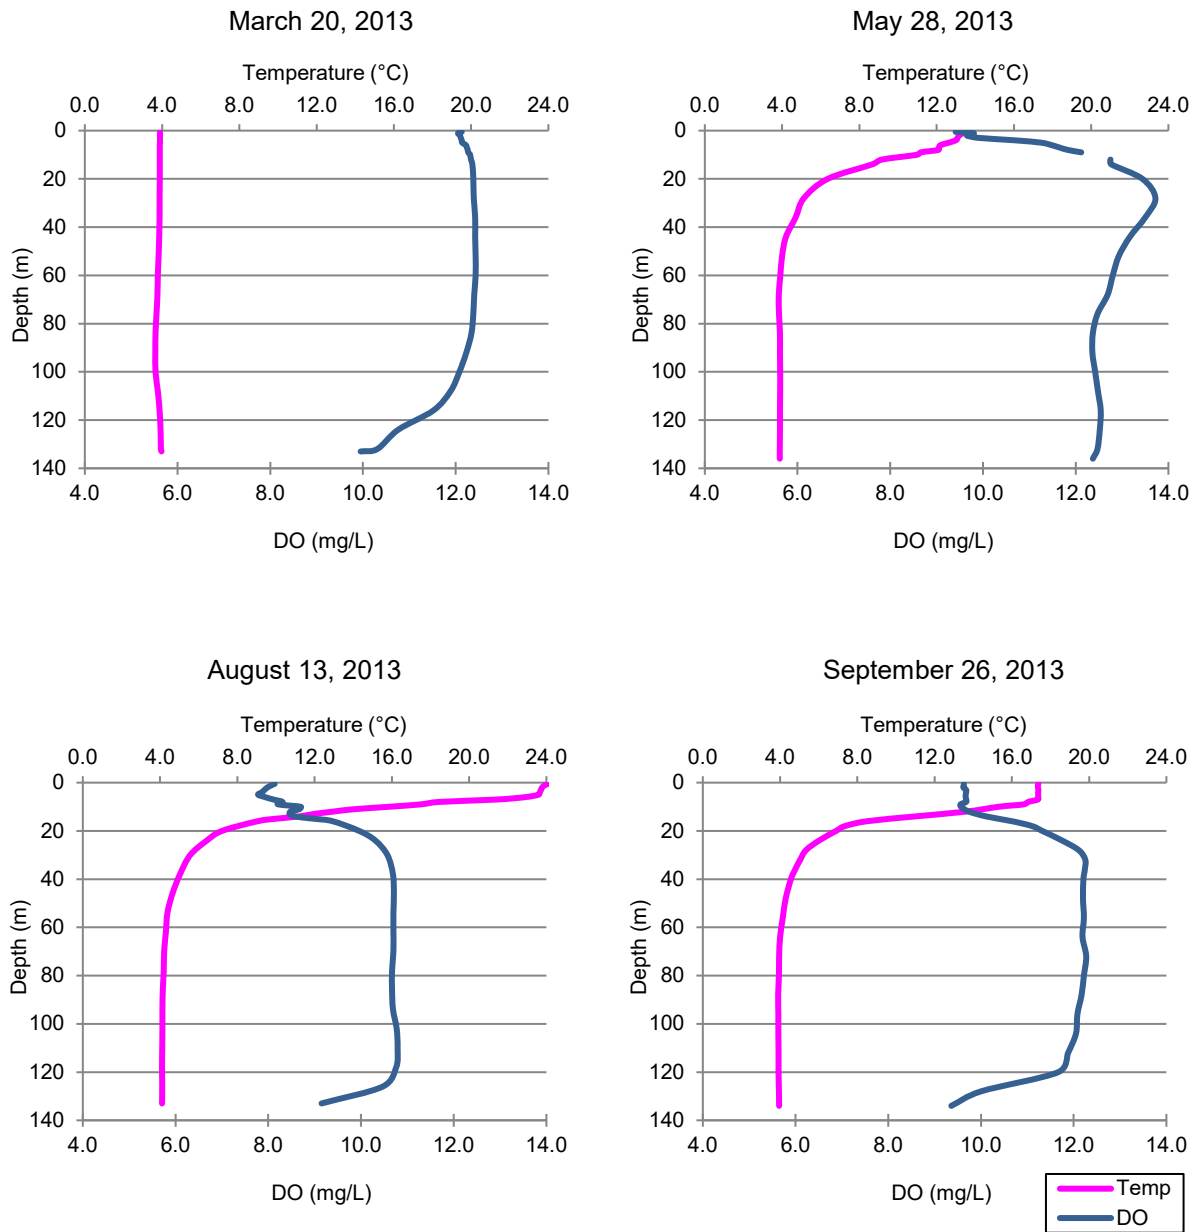 March 20, 2013
May 28, 2013
Temperature (°C)
Temperature (°C)
0.0 4.0 8.0 12.0 16.0 20.0 24.0
0.0 4.0 8.0 12.0 16.0 20.0 24.0
0
20
40
60
80
100
120
140
Depth (m)
0
20
40
60
80
100
120
140
Depth (m)
4.0 6.0 8.0 10.0 12.0 14.0
4.0 6.0 8.0 10.0 12.0 14.0
DO (mg/L)
DO (mg/L)
August 13, 2013
September 26, 2013
Temperature (°C)
Temperature (°C)
0.0 4.0 8.0 12.0 16.0 20.0 24.0
0.0 4.0 8.0 12.0 16.0 20.0 24.0
0
20
40
60
80
100
120
140
Depth (m)
0
20
40
60
80
100
120
140
Depth (m)
4.0 6.0 8.0 10.0 12.0 14.0
4.0 6.0 8.0 10.0 12.0 14.0
DO (mg/L)
DO (mg/L)
Temp
DO